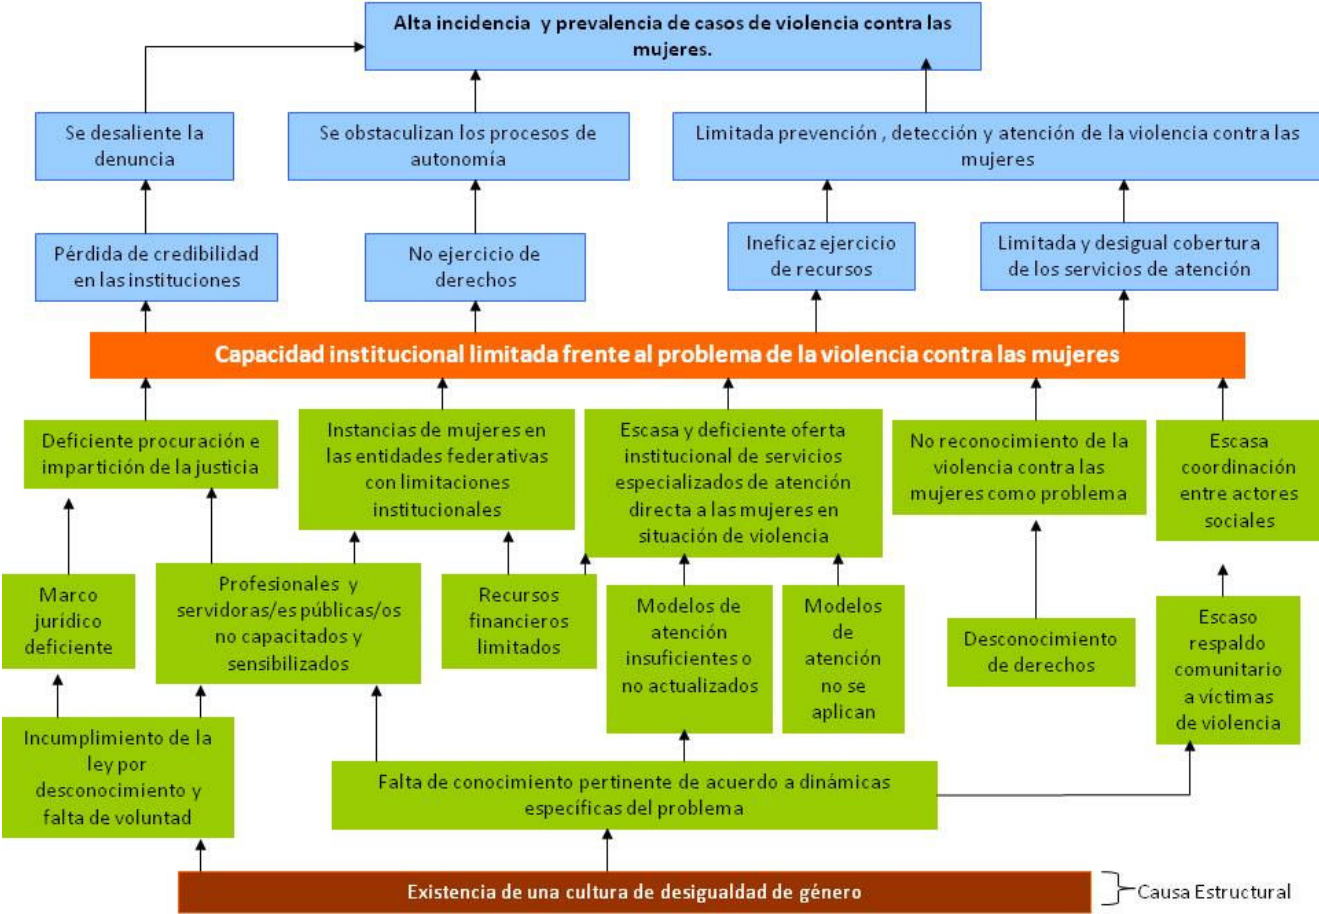 Alta incidencia y prevalencia de casos de violencia contra las
mujeres.
Se desaliente la
denuncia
Se obstaculizan los procesos de
autonomía
Limitada prevención , detección y atención de la violencia contra las
mujeres
Pérdida de credibilidad
en las instituciones
No ejercicio de
derechos
Ineficaz ejercicio
de recursos
Limitada y desigual cobertura
de los servicios de atención
Capacidad institucional limitada frente al problema de la violencia contra las mujeres
Deficiente procuración e
impartición de la justicia
Instancias de mujeres en
las entidades federativas
con limitaciones
institucionales
Escasa y deficiente oferta
institucional de servicios
especializados de atención
directa a las mujeres en
situación de violencia
No reconocimiento de la
violencia contra las
mujeres como problema
Escasa
coordinación
entre actores
sociales
Marco
jurídico
deficiente
Profesionales y
servidoras/es públicas/os
no capacitados y
sensibilizados
Recursos
financieros
limitados
Modelos de
atención
insuficientes o
no actualizados
Modelos
de
atención
no se
aplican
Desconocimiento
de derechos
Escaso
respaldo
comunitario
a víctimas
de violencia
Incumplimiento de la
ley por
desconocimiento y
falta de voluntad
Falta de conocimiento pertinente de acuerdo a dinámicas
específicas del problema
Existencia de una cultura de desigualdad de género
Causa Estructural